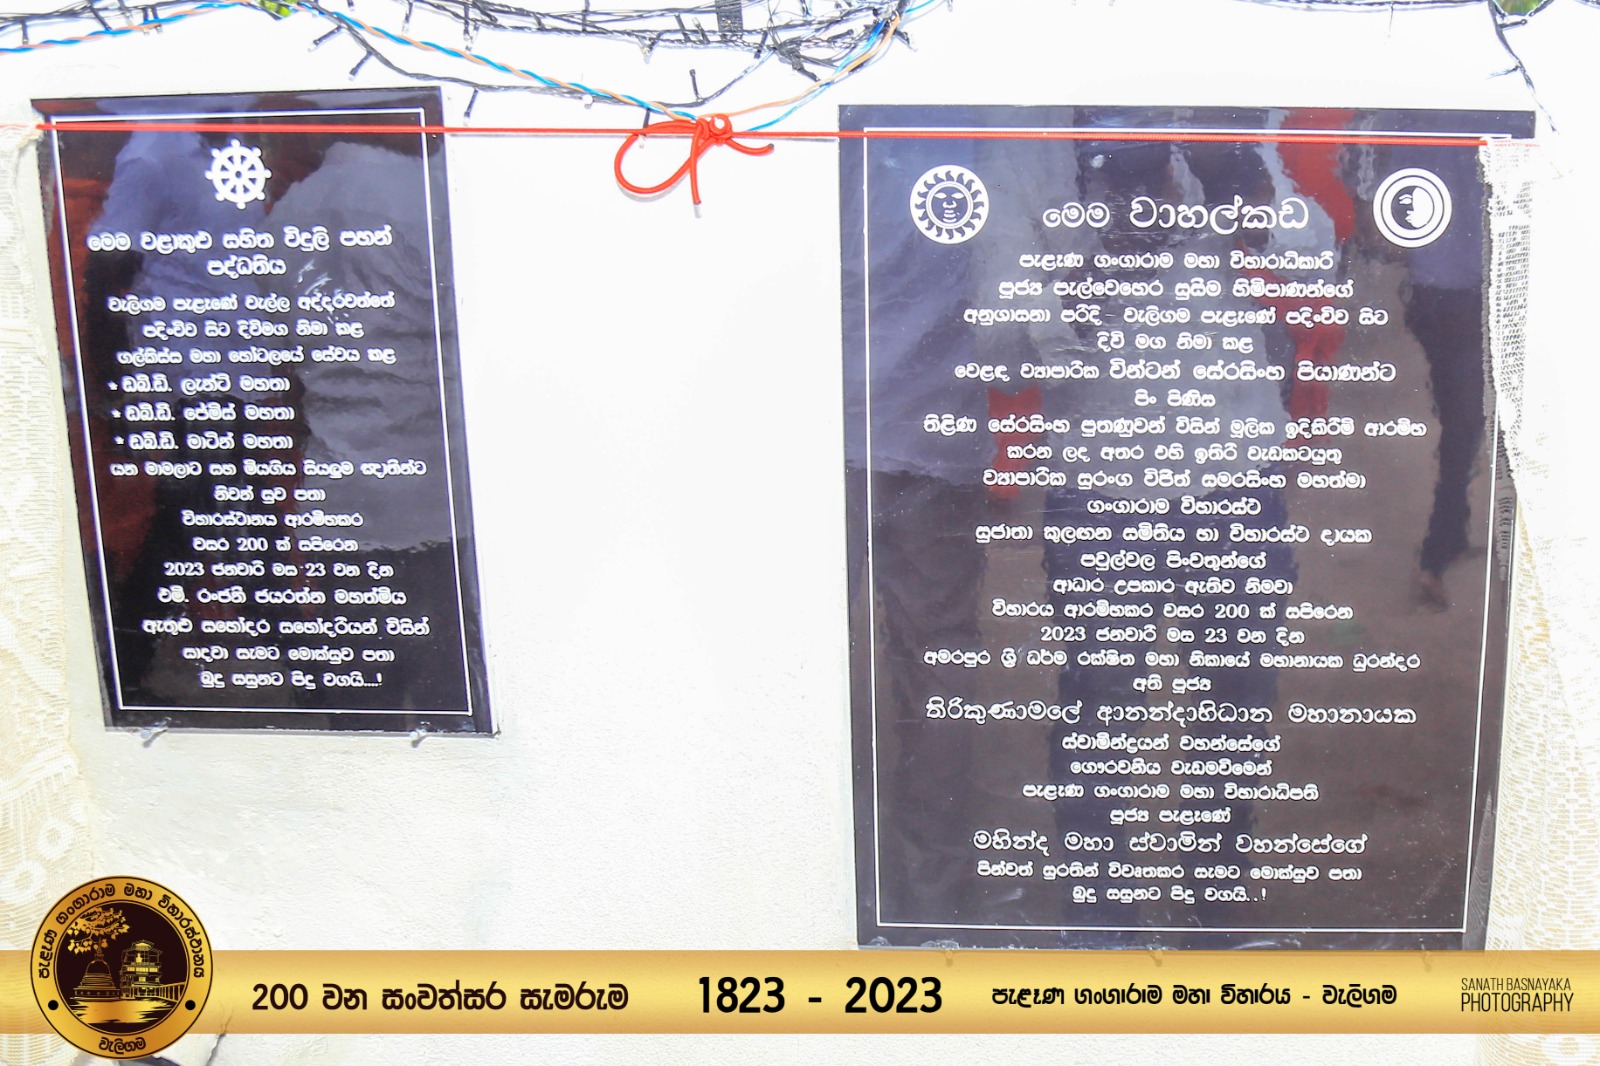 මෙම වළාකුළු සහිත විදුලි පහන්
පද්ධතිය
වැලිගම පැළෑණේ වැල්ල අද්දරවත්තේ
පදිංචිව සිට දිවිමග නිමා කළ
ගල්කිස්ස මහා හෝටලයේ සේවය කළ
* ඩබ්.ඩී. ලැන්ටි මහතා
* ඩබ්.ඩී. ජේමිස් මහතා
* ඩබ්.ඩී. මාටින් මහතා
යන මාමලාට සහ මියගිය සියලුම ඥාතීන්ට
නිවන් සුව පතා
විහාරස්ථානය ආරම්භකර
වසර 200 ක් සපිරෙන
2023 ජනවාරි මස 23 වන දින
එම්. රංජනී ජයරත්න මහත්මිය
ඇතුළු සහෝදර සහෝදරියන් විසින්
සාදවා සැමට මොක්සුව පතා
බුදු සසුනට පිදූ වගයි....!
මෙම වාහල්කඩ
පැළෑණ ගංගාරාම මහා විහාරාධිකාරී
පූජ්‍ය පැල්වෙහෙර සුසීම හිමිපාණන්ගේ
අනුශාසනා පරිදි වැලිගම පැළෑණේ පදිංචිව සිට
දිවි මග නිමා කළ
වෙළඳ ව්‍යාපාරික වින්ටන් සේරසිංහ පියාණන්ට
පිං පිණිස
තිළිණ සේරසිංහ පුතණුවන් විසින් මූලික ඉදිකිරීම් ආරම්භ
කරන ලද අතර එහි ඉතිරි වැඩකටයුතු
ව්‍යාපාරික සුරංග විජිත් සමරසිංහ මහත්මා
ගංගාරාම විහාරස්ථ
සුජාතා කුලඟන සමිතිය හා විහාරස්ථ දායක
පවුල්වල පිංවතුන්ගේ
ආධාර උපකාර ඇතිව නිමවා
විහාරය ආරම්භකර වසර 200 ක් සපිරෙන
2023 ජනවාරි මස 23 වන දින
අමරපුර ශ්‍රී ධර්ම රක්ෂිත මහා නිකායේ මහානායක ධුරන්දර
අති පූජ්‍ය
ත්‍රිකුණාමලේ ආනන්දාභිධාන මහානායක
ස්වාමින්ද්‍රයන් වහන්සේගේ
ගෞරවනීය වැඩමවීමෙන්
පැළෑණ ගංගාරාම මහා විහාරාධිපති
පූජ්‍ය පැළෑණේ
මහින්ද මහා ස්වාමින් වහන්සේගේ
පින්වත් සුරතින් විවෘතකර සැමට මොක්සුව පතා
බුදු සසුනට පිදූ වගයි..!
පැළෑණ ගංගාරාම මහා විහාරස්ථානය
වැලිගම
200 වන සංවත්සර සැමරුම
1823 - 2023
පැළෑණ ගංගාරාම මහා විහාරය - වැලිගම
SANATH BASNAYAKA
PHOTOGRAPHY